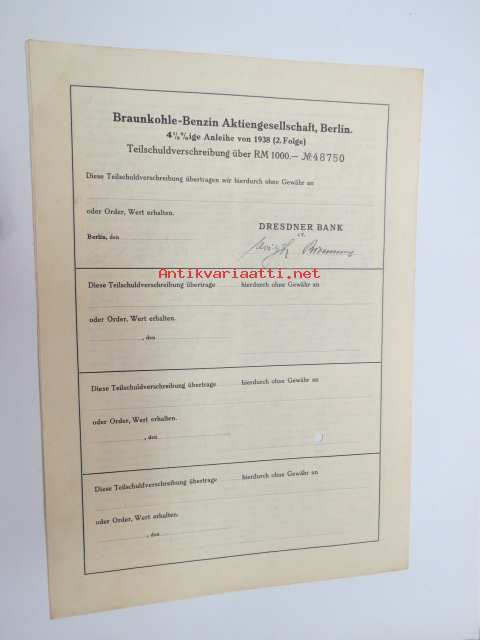 Braunkohle-Benzin Aktiengesellschaft, Berlin.
4½%ige Anleihe von 1938 (2. Folge)
Teilschuldverschreibung über RM 1000.— № 48750
Diese Teilschuldverschreibung übertragen wir hierdurch ohne Gewähr an
oder Order, Wert erhalten.
Berlin, den
DRESDNER BANK
i.V.
Antikvariaatti.net
Diese Teilschuldverschreibung übertrage hierdurch ohne Gewähr an
oder Order, Wert erhalten.
, den
Diese Teilschuldverschreibung übertrage hierdurch ohne Gewähr an
oder Order, Wert erhalten.
, den
Diese Teilschuldverschreibung übertrage hierdurch ohne Gewähr an
oder Order, Wert erhalten.
, den